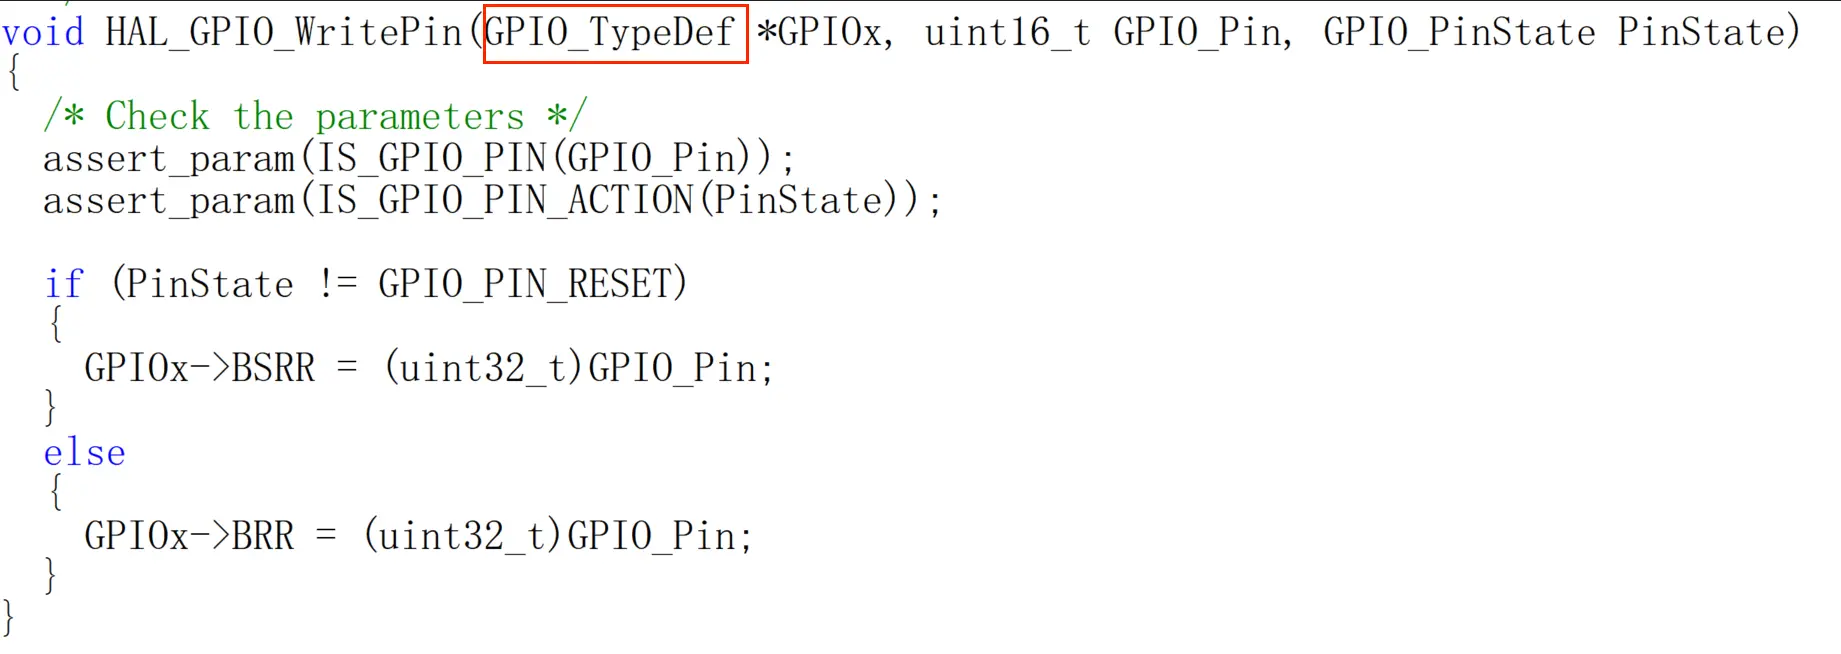 void HAL_GPIO_WritePin(GPIO_TypeDef *GPIOx, uint16_t GPIO_Pin, GPIO_PinState PinState)
{
  /* Check the parameters */
  assert_param(IS_GPIO_PIN(GPIO_Pin));
  assert_param(IS_GPIO_PIN_ACTION(PinState));

  if (PinState != GPIO_PIN_RESET)
  {
    GPIOx->BSRR = (uint32_t)GPIO_Pin;
  }
  else
  {
    GPIOx->BRR = (uint32_t)GPIO_Pin;
  }
}